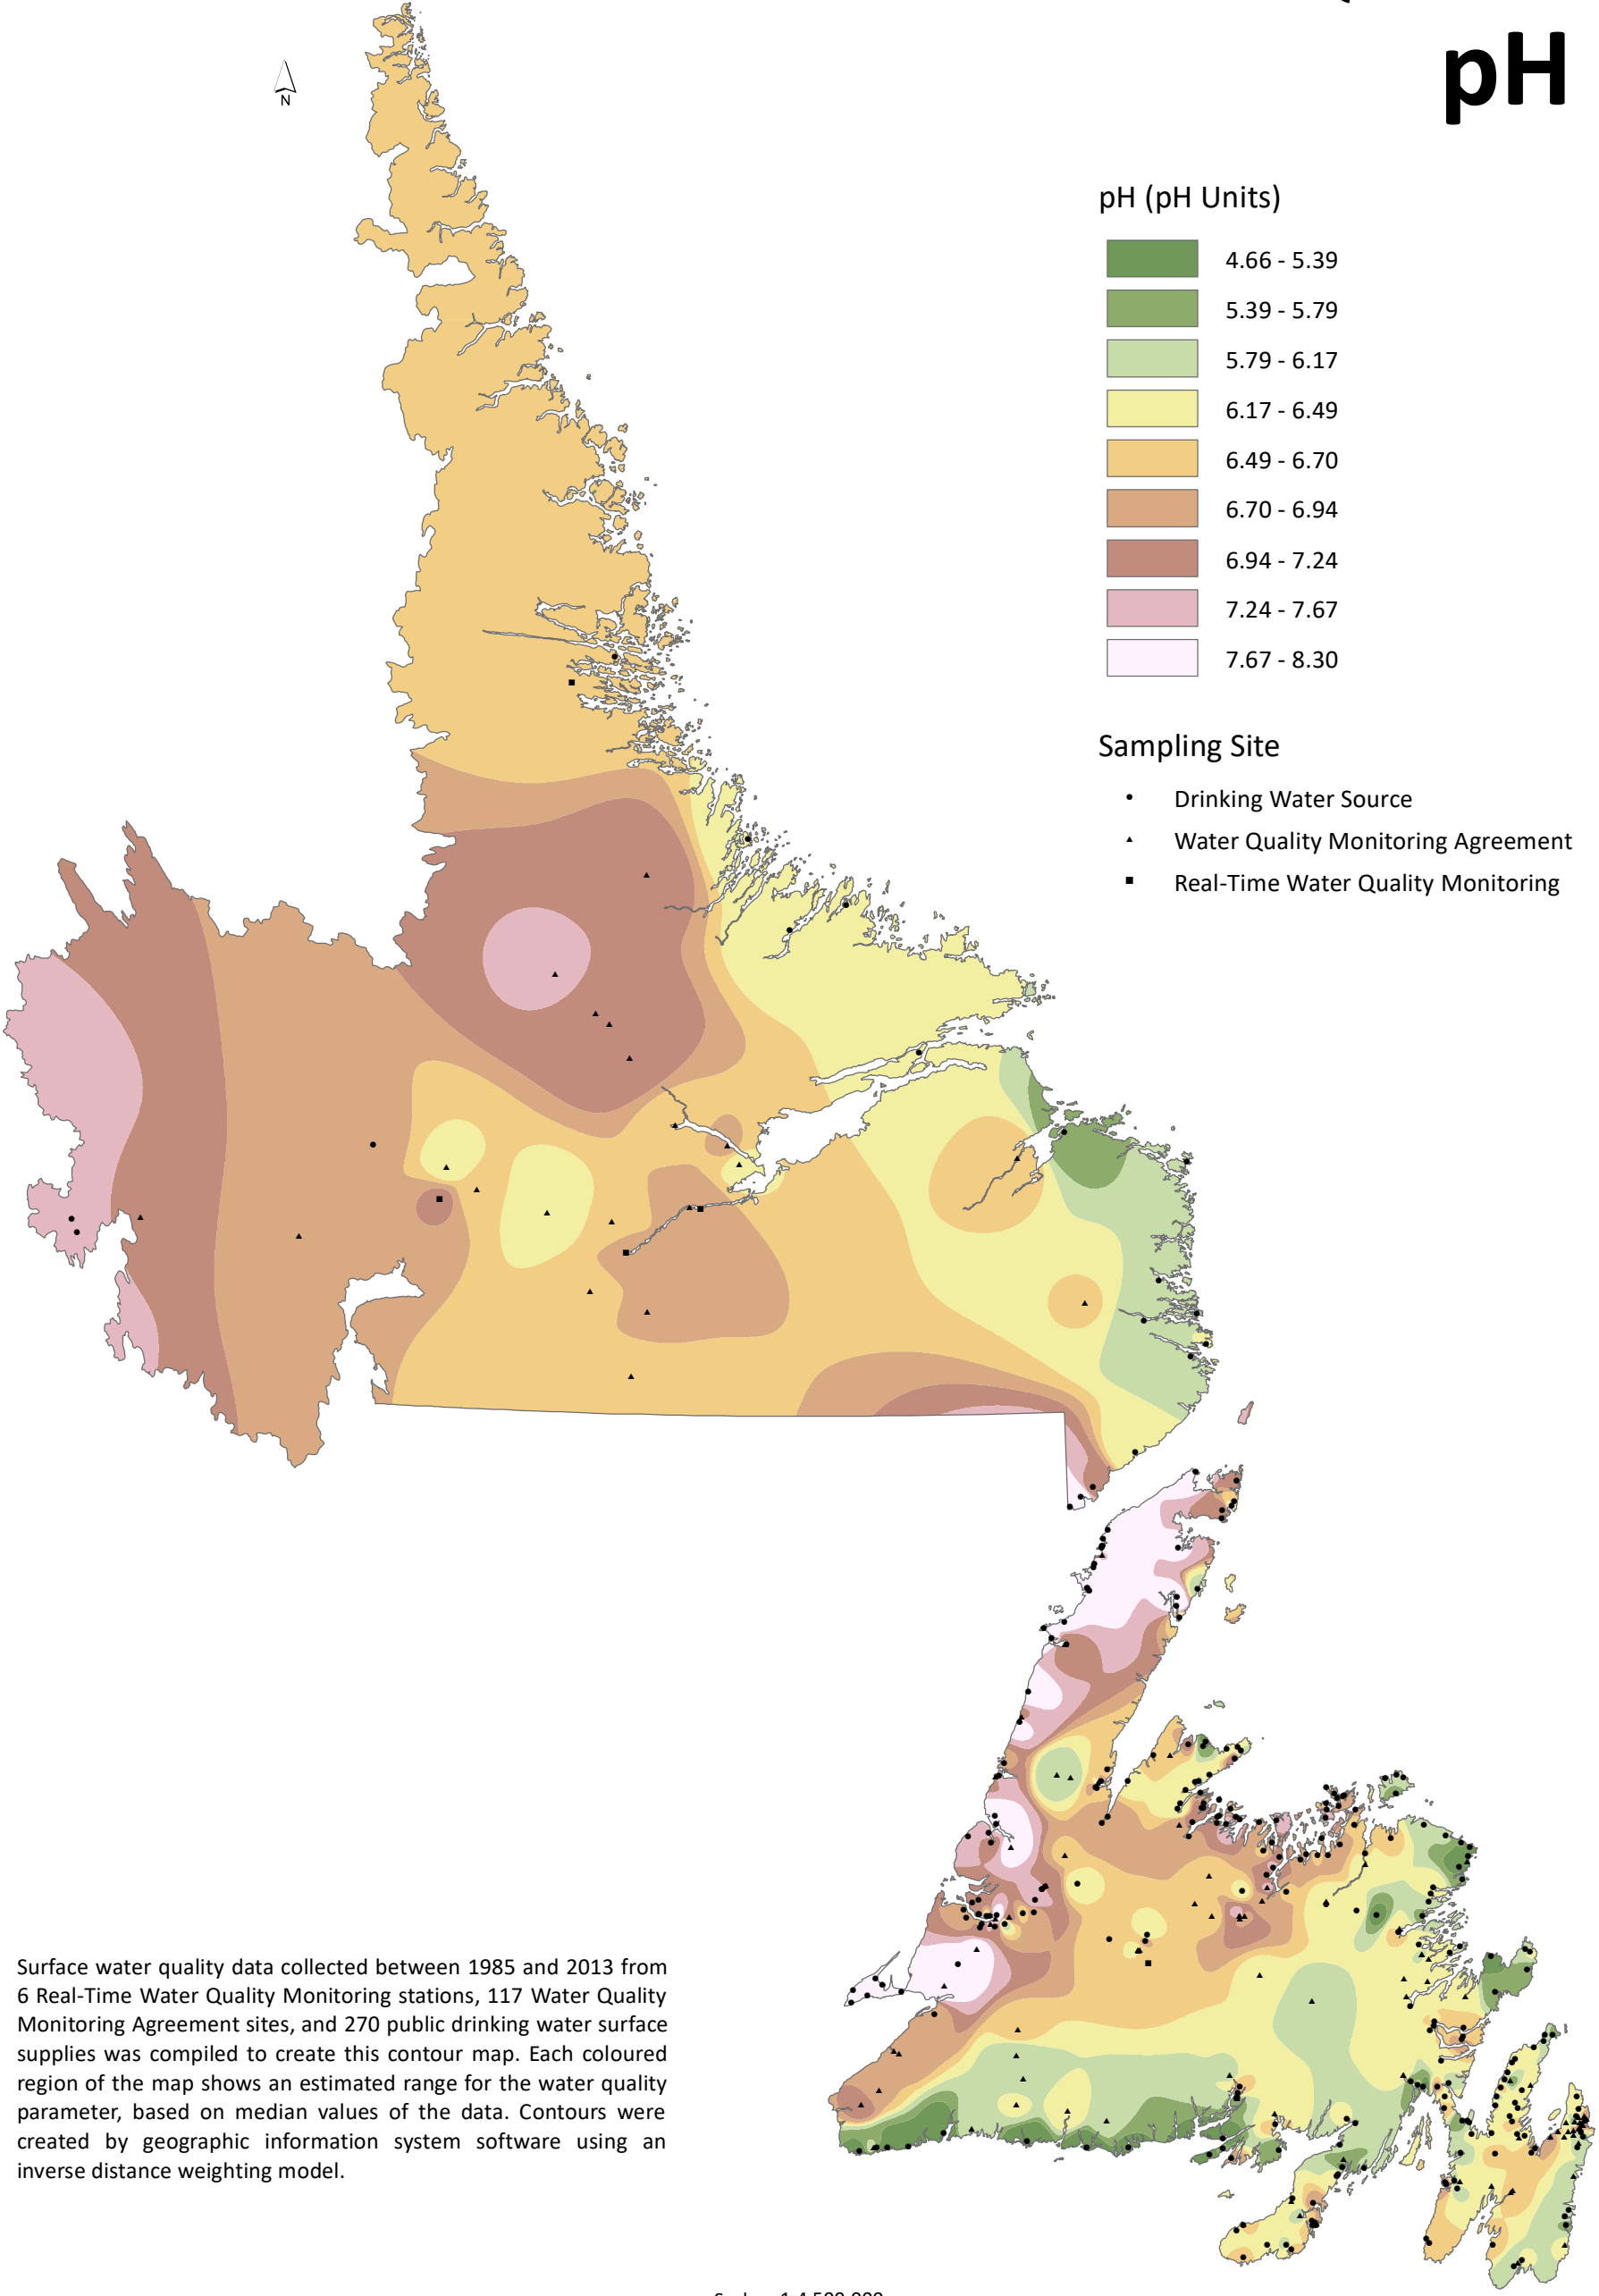 pH
N
pH (pH Units)
4.66 - 5.39
5.39 - 5.79
5.79 - 6.17
6.17 - 6.49
6.49 - 6.70
6.70 - 6.94
6.94 - 7.24
7.24 - 7.67
7.67 - 8.30
Sampling Site
Drinking Water Source
Water Quality Monitoring Agreement
Real-Time Water Quality Monitoring
Surface water quality data collected between 1985 and 2013 from
6 Real-Time Water Quality Monitoring stations, 117 Water Quality
Monitoring Agreement sites, and 270 public drinking water surface
supplies was compiled to create this contour map. Each coloured
region of the map shows an estimated range for the water quality
parameter, based on median values of the data. Contours were
created by geographic information system software using an
inverse distance weighting model.